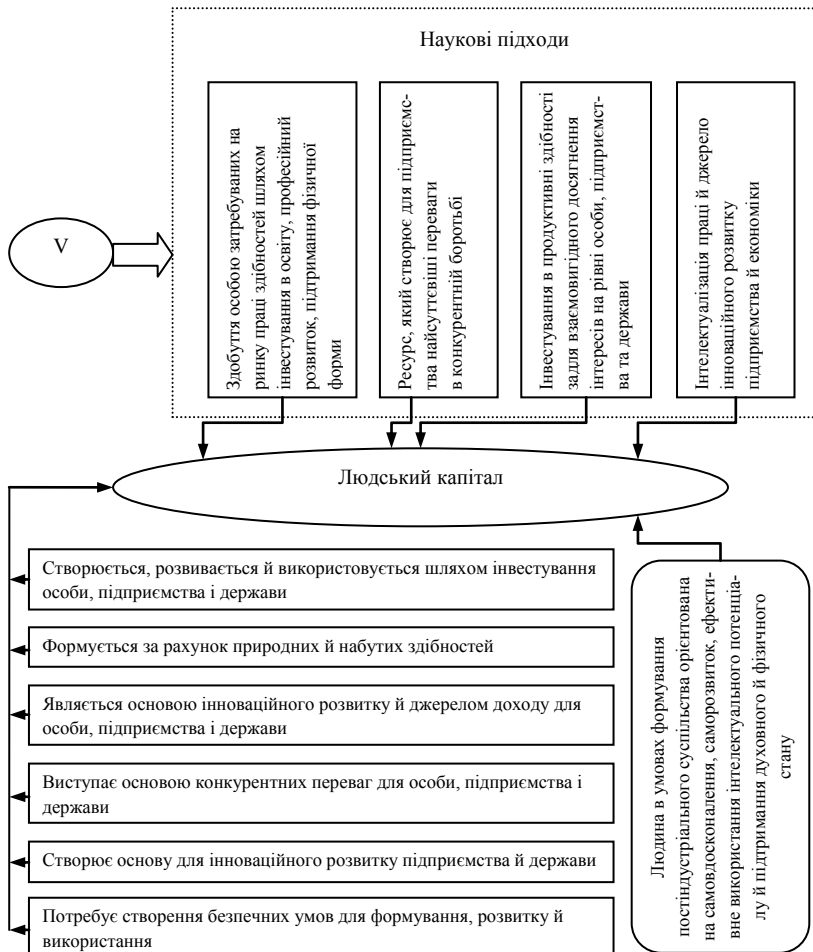 Наукові підходи
V
Здобуття особою затребуваних на
ринку праці здібностей шляхом
інвестування в освіту, професійний
розвиток, підтримання фізичної
форми
Ресурс, який створює для підприємс-
тва найсуттєвіші переваги
в конкурентній боротьбі
Інвестування в продуктивні здібності
задля взаємовигідного досягнення
інтересів на рівні особи, підприємст-
ва та держави
Інтелектуалізація праці й джерело
інноваційного розвитку
підприємства й економіки
Людський капітал
Створюється, розвивається й використовується шляхом інвестування
особи, підприємства і держави
Формується за рахунок природних й набутих здібностей
Являється основою інноваційного розвитку й джерелом доходу для
особи, підприємства і держави
Виступає основою конкурентних переваг для особи, підприємства і
держави
Створює основу для інноваційного розвитку підприємства й держави
Потребує створення безпечних умов для формування, розвитку й
використання
Людина в умовах формування
постіндустріального суспільства орієнтована
на самовдосконалення, саморозвиток, ефекти-
вне використання інтелектуального потенціа-
лу й підтримання духовного й фізичного
стану